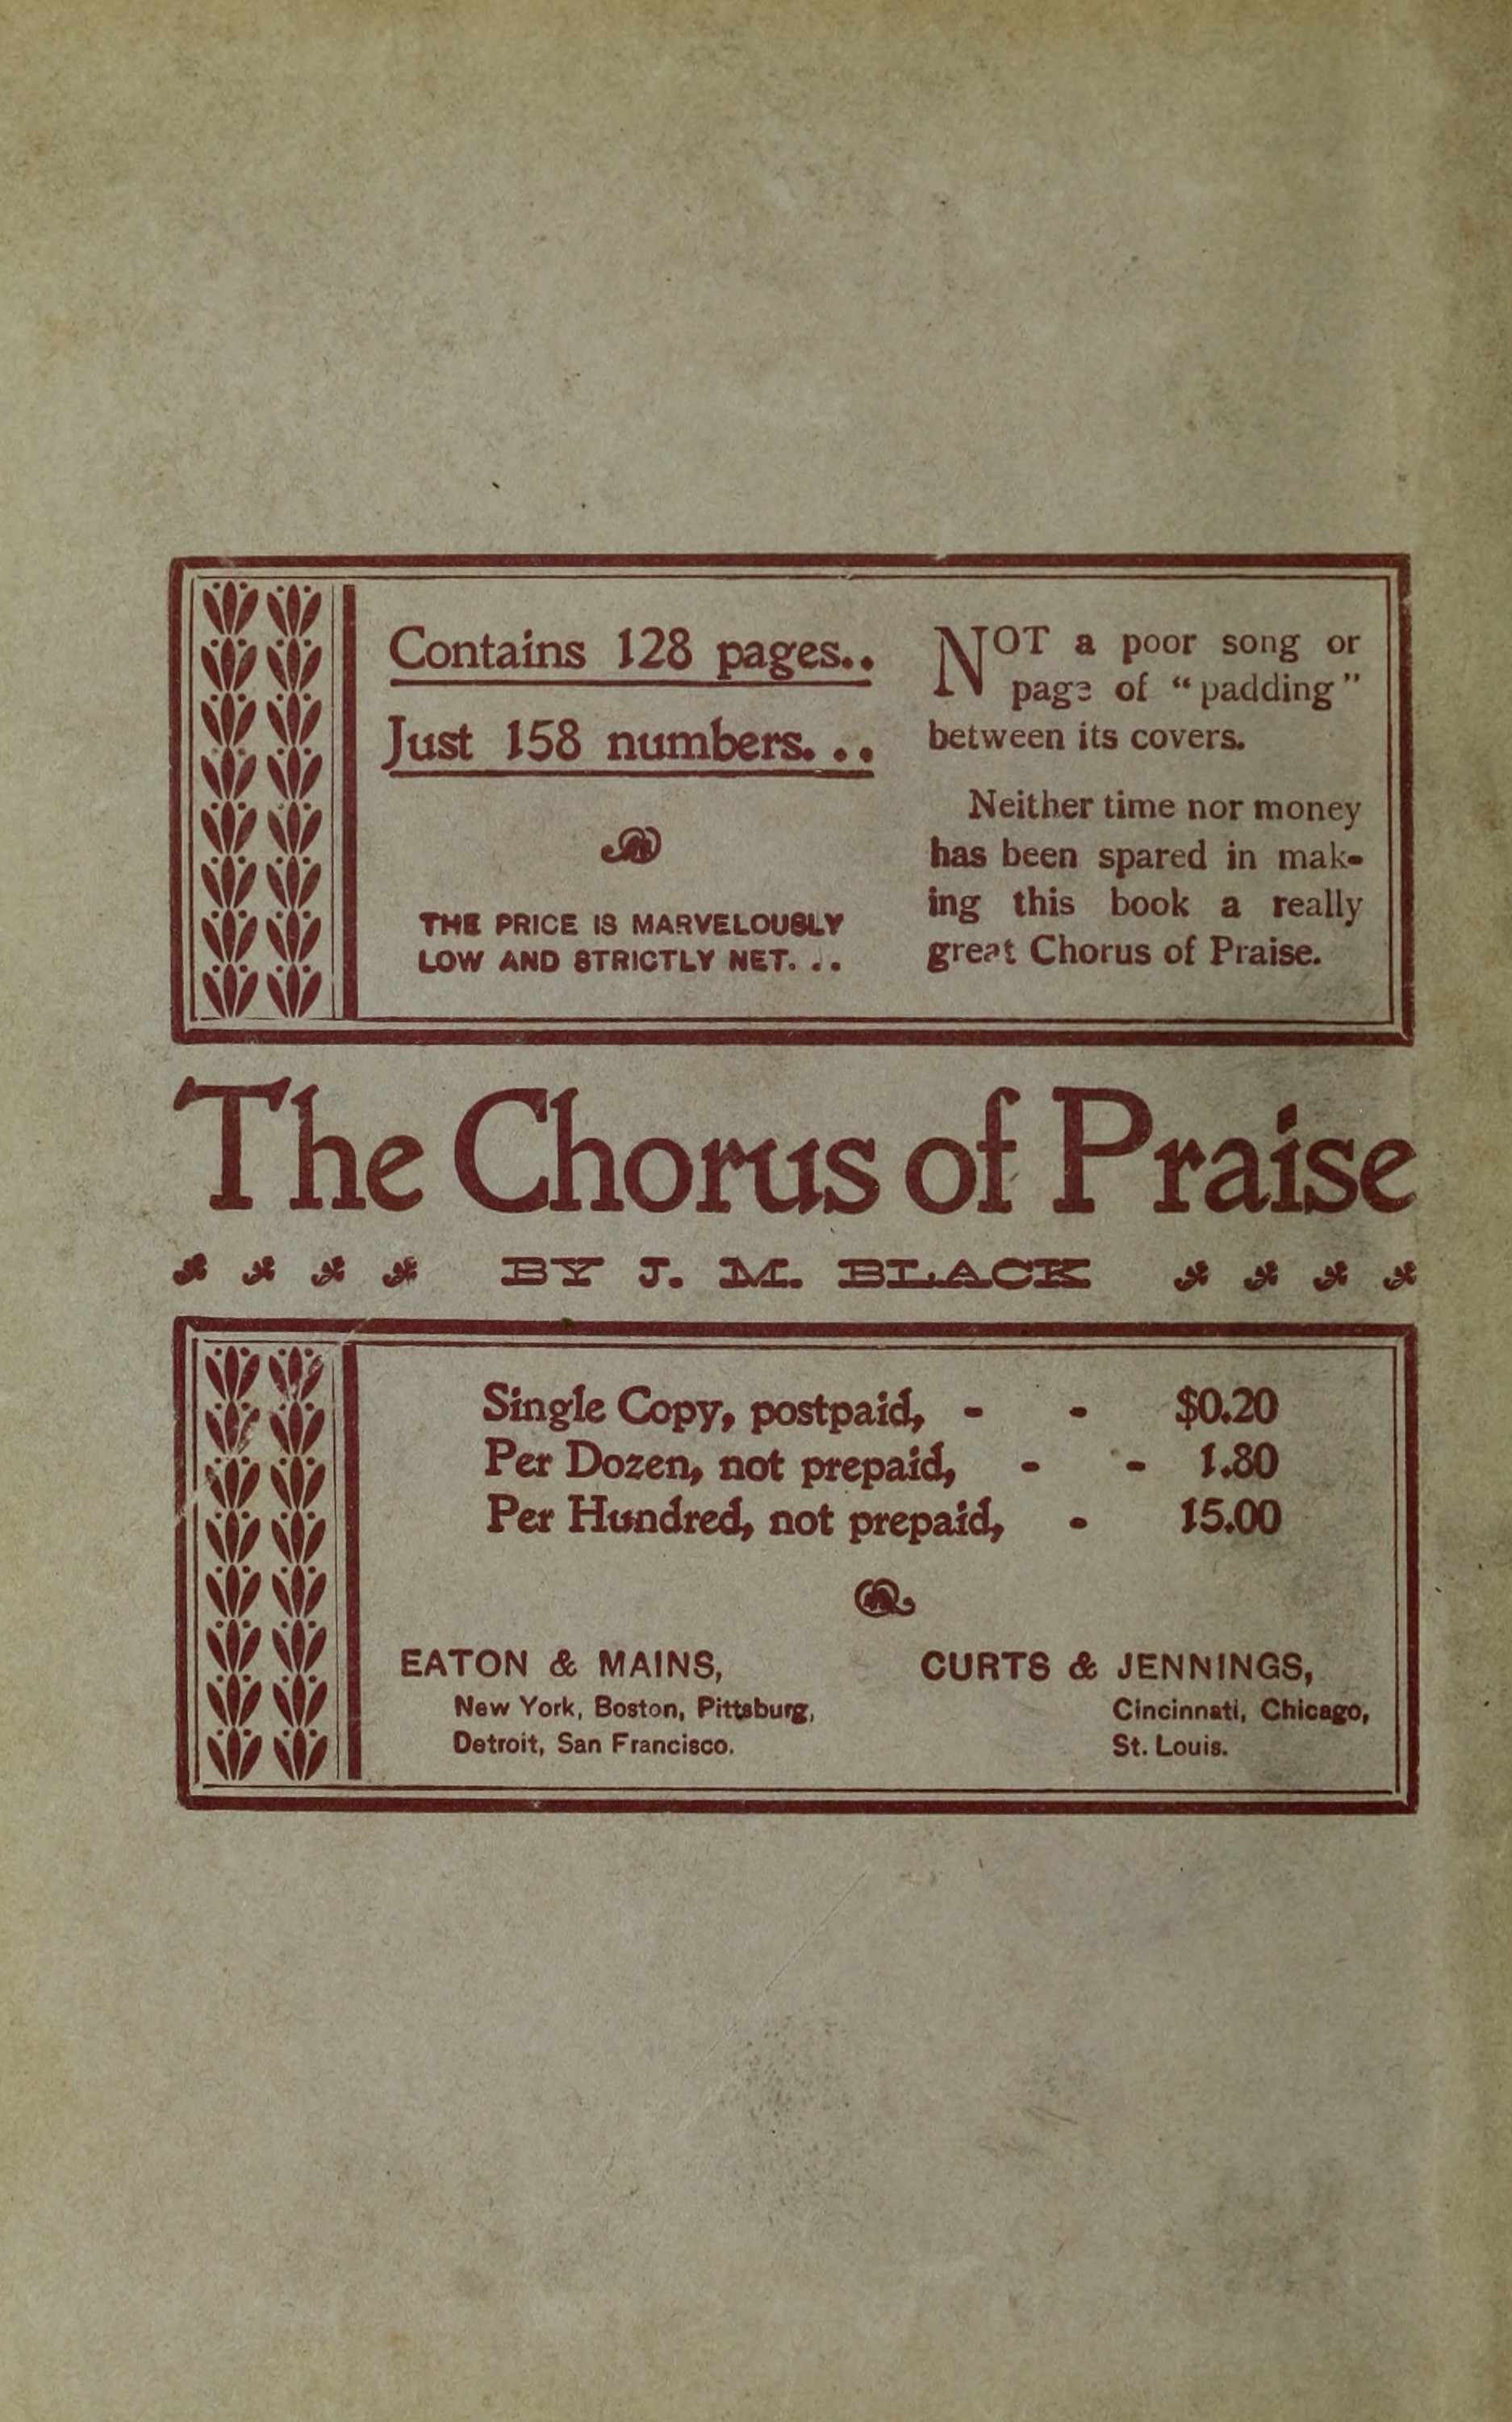 Contains 128 pages..
Just 158 numbers. ..
THE PRICE IS MARVELOUSLY
LOW AND STRICTLY NET. ..
NOT a poor song or
page of “padding”
between its covers.
Neither time nor money
has been spared in mak-
ing this book a really
great Chorus of Praise.
The Chorus of Praise
BY J. M. BLACK
Single Copy, postpaid, - - $0.20
Per Dozen, not prepaid, - - 1.80
Per Hundred, not prepaid, - 15.00
EATON & MAINS,
New York, Boston, Pittsburg,
Detroit, San Francisco.
CURTS & JENNINGS,
Cincinnati, Chicago,
St. Louis.